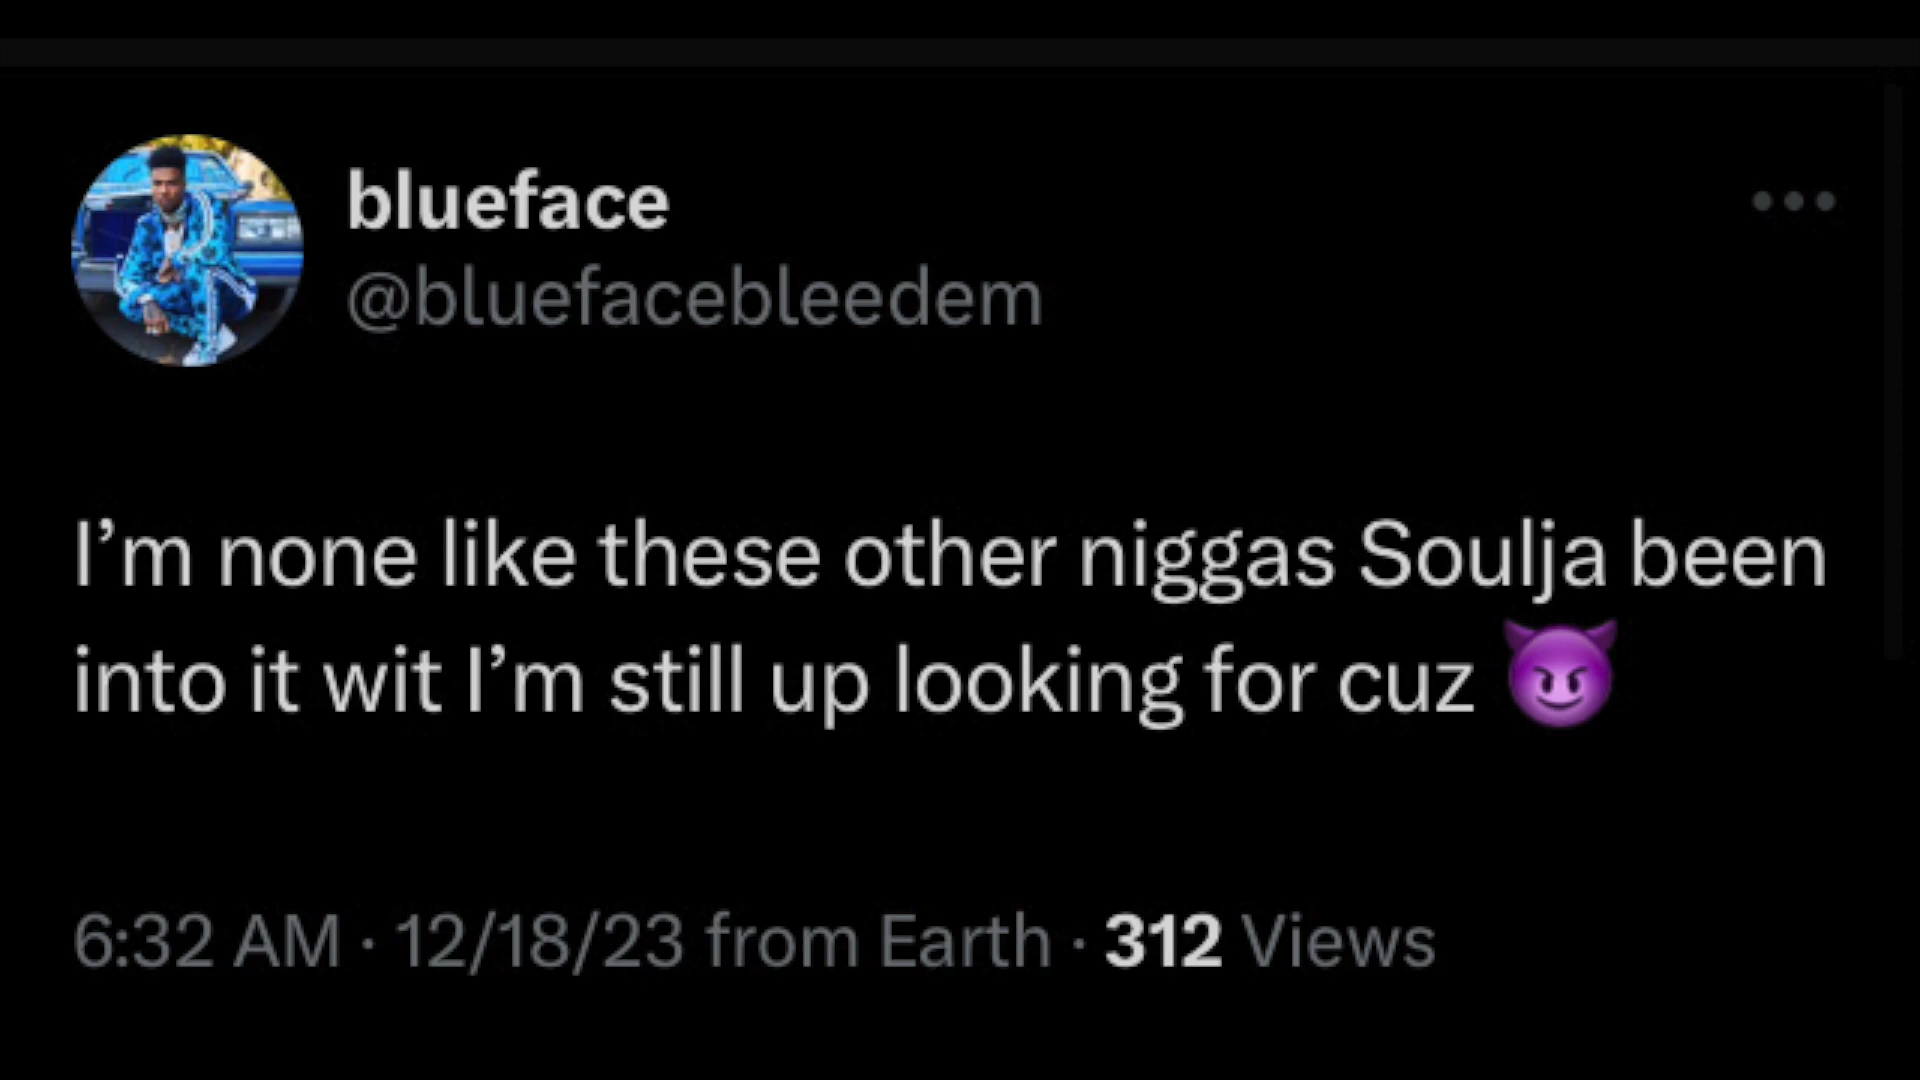 blueface
@bluefacebleedem
I’m none like these other niggas Soulja been
into it wit I’m still up looking for cuz 😈
6:32 AM · 12/18/23 from Earth · 312 Views